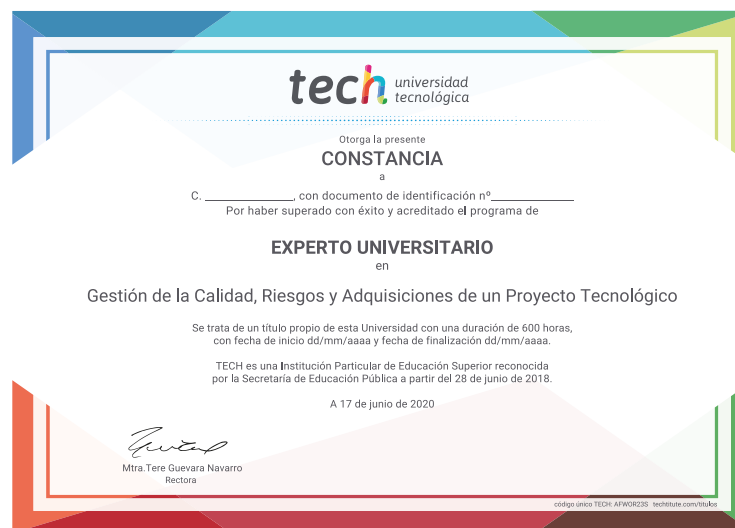 tech universidad
tecnológica
Otorga la presente
CONSTANCIA
a
C. ______________, con documento de identificación nº______________
Por haber superado con éxito y acreditado el programa de
EXPERTO UNIVERSITARIO
en
Gestión de la Calidad, Riesgos y Adquisiciones de un Proyecto Tecnológico
Se trata de un título propio de esta Universidad con una duración de 600 horas,
con fecha de inicio dd/mm/aaaa y fecha de finalización dd/mm/aaaa.
TECH es una Institución Particular de Educación Superior reconocida
por la Secretaría de Educación Pública a partir del 28 de junio de 2018.
A 17 de junio de 2020
Mtra.Tere Guevara Navarro
Rectora
código único TECH: AFWOR23S techtitute.com/titulos